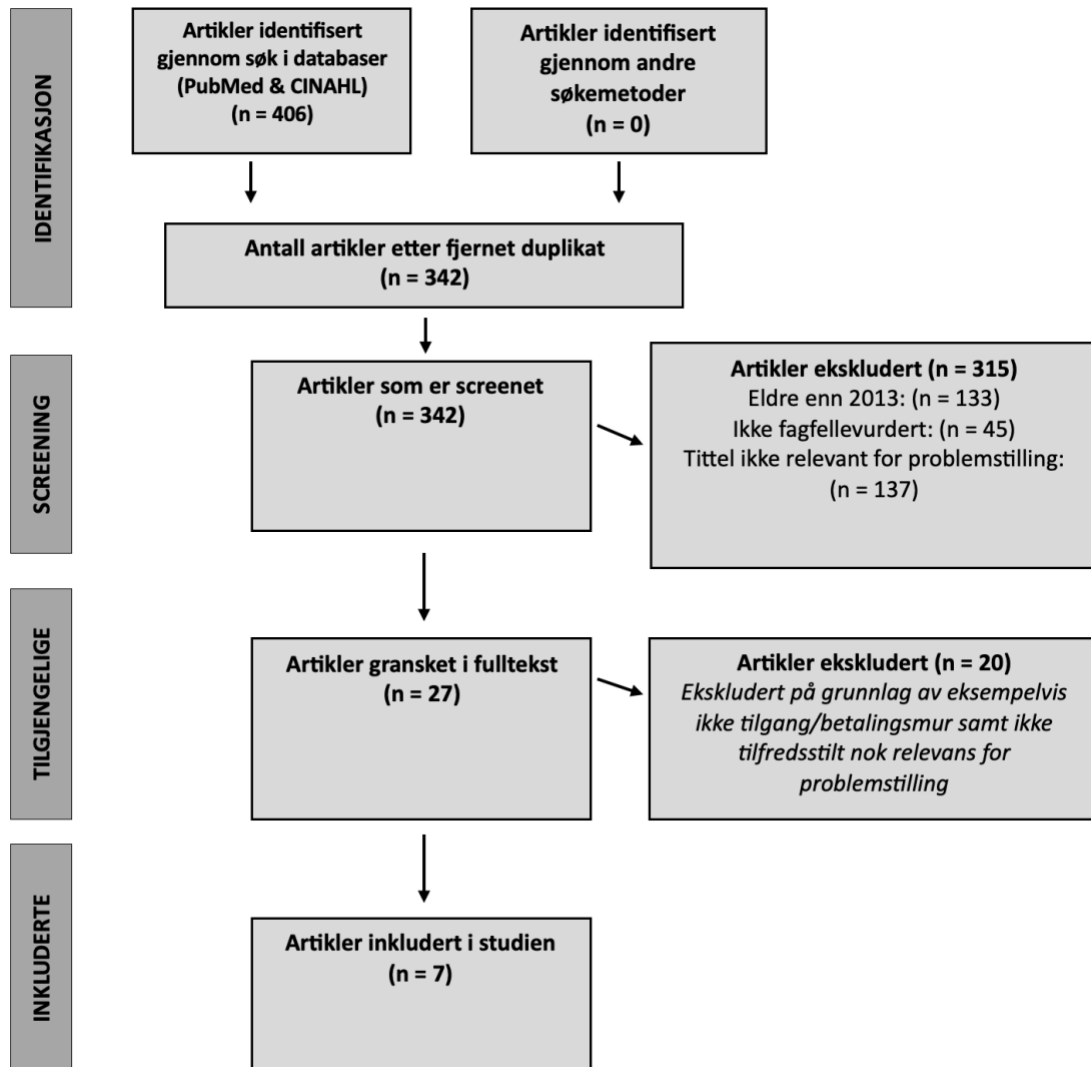 IDENTIFIKASJON
Artikler identifisert
gjennom søk i databaser
(PubMed & CINAHL)
(n = 406)
Artikler identifisert
gjennom andre
søkemetoder
(n = 0)
Antall artikler etter fjernet duplikat
(n = 342)
SCREENING
Artikler som er screenet
(n = 342)
Artikler ekskludert (n = 315)
Eldre enn 2013: (n = 133)
Ikke fagfellevurdert: (n = 45)
Tittel ikke relevant for problemstilling:
(n = 137)
TILGJENGELIGE
Artikler gransket i fulltekst
(n = 27)
Artikler ekskludert (n = 20)
Ekskludert på grunnlag av eksempelvis
ikke tilgang/betalingsmur samt ikke
tilfredsstilt nok relevans for
problemstilling
INKLUDERTE
Artikler inkludert i studien
(n = 7)